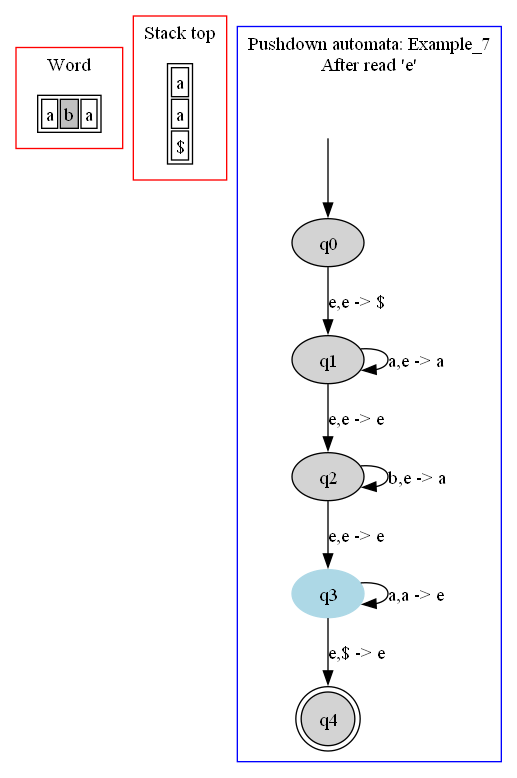 Word
a b a
Stack top
a
a
$
Pushdown automata: Example_7
After read 'e'
q0
e,e -> $
q1
a,e -> a
e,e -> e
q2
b,e -> a
e,e -> e
q3
a,a -> e
e,$ -> e
q4